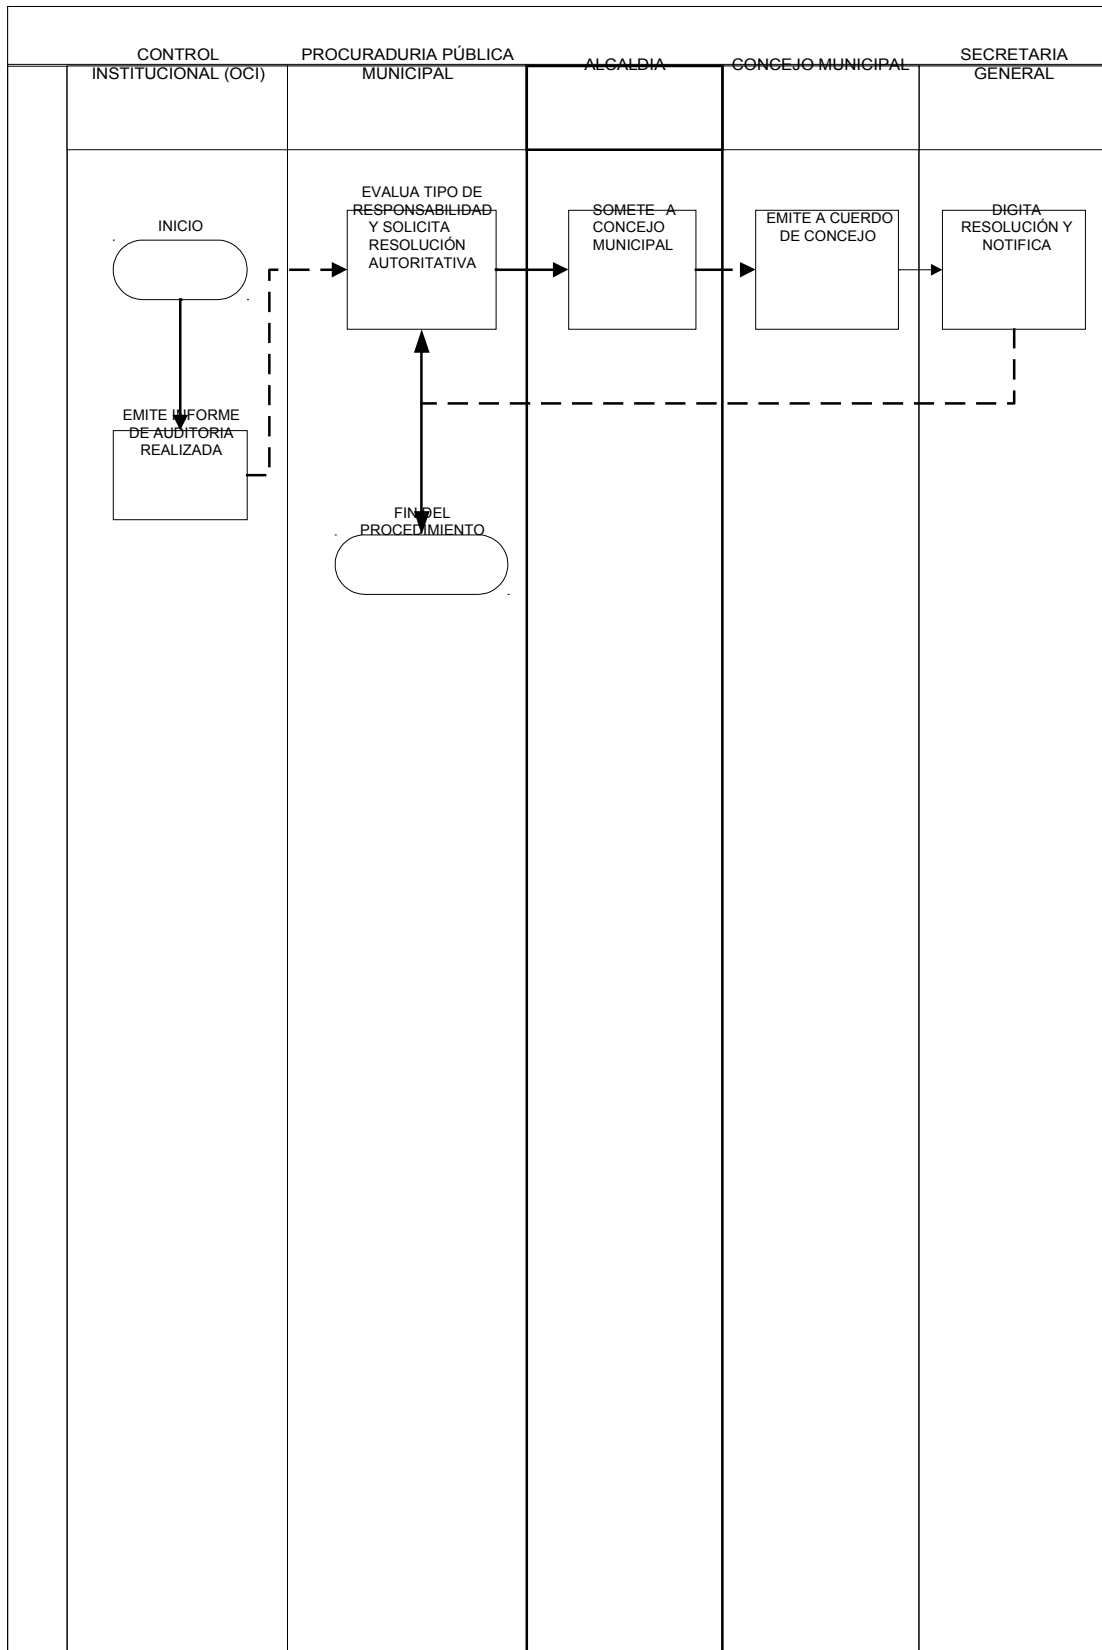 CONTROL
INSTITUCIONAL (OCI)
PROCURADURIA PÚBLICA
MUNICIPAL
ALCALDIA
CONCEJO MUNICIPAL
SECRETARIA
GENERAL
INICIO
EMITE INFORME
DE AUDITORIA
REALIZADA
EVALUA TIPO DE
RESPONSABILIDAD
Y SOLICITA
RESOLUCIÓN
AUTORITATIVA
SOMETE A
CONCEJO
MUNICIPAL
EMITE A CUERDO
DE CONCEJO
DIGITA
RESOLUCIÓN Y
NOTIFICA
FIN DEL
PROCEDIMIENTO